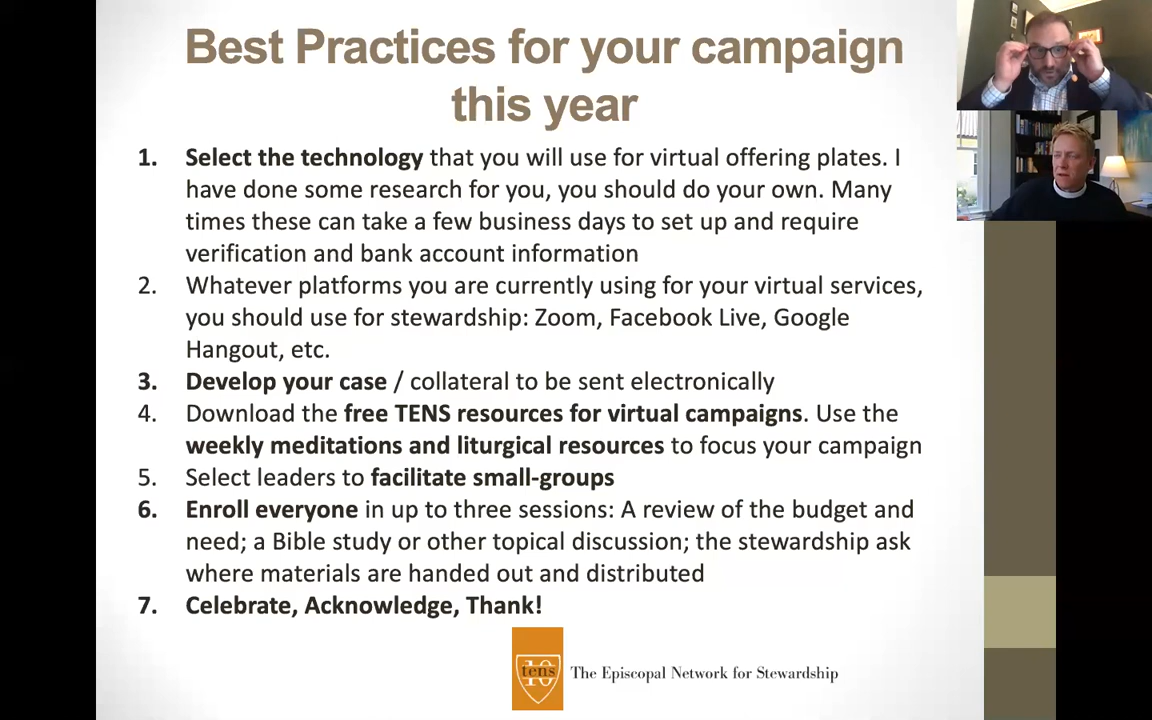 Best Practices for your campaign
this year
1. Select the technology that you will use for virtual offering plates. I
have done some research for you, you should do your own. Many
times these can take a few business days to set up and require
verification and bank account information
2. Whatever platforms you are currently using for your virtual services,
you should use for stewardship: Zoom, Facebook Live, Google
Hangout, etc.
3. Develop your case / collateral to be sent electronically
4. Download the free TENS resources for virtual campaigns. Use the
weekly meditations and liturgical resources to focus your campaign
5. Select leaders to facilitate small-groups
6. Enroll everyone in up to three sessions: A review of the budget and
need; a Bible study or other topical discussion; the stewardship ask
where materials are handed out and distributed
7. Celebrate, Acknowledge, Thank!
tens
10
The Episcopal Network for Stewardship